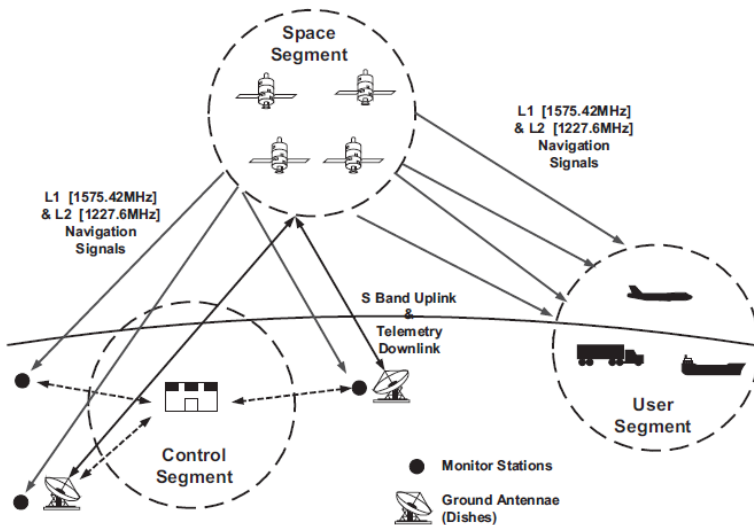 Space
Segment
L1 [1575.42MHz]
& L2 [1227.6MHz]
Navigation
Signals
L1 [1575.42MHz]
& L2 [1227.6MHz]
Navigation
Signals
S Band Uplink
&
Telemetry
Downlink
User
Segment
Control
Segment
Monitor Stations
Ground Antennae
(Dishes)